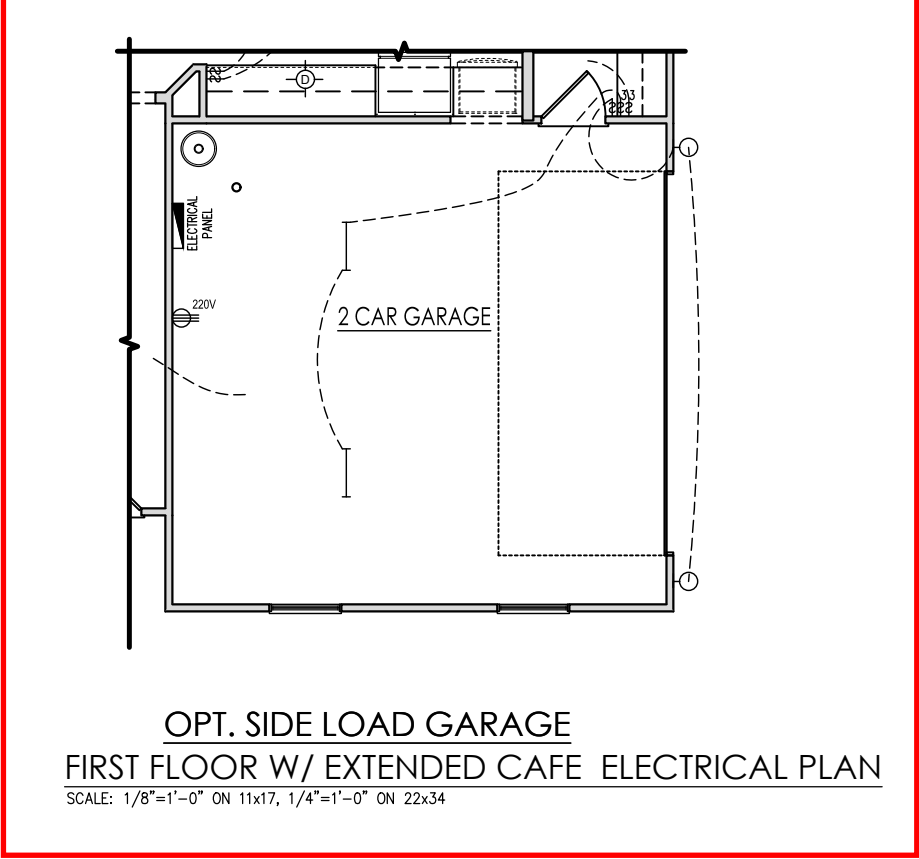 D
33
$$
$$$
ELECTRICAL
PANEL
220V
2 CAR GARAGE
OPT. SIDE LOAD GARAGE
FIRST FLOOR W/ EXTENDED CAFE ELECTRICAL PLAN
SCALE: 1/8"=1'-0" ON 11x17, 1/4"=1'-0" ON 22x34